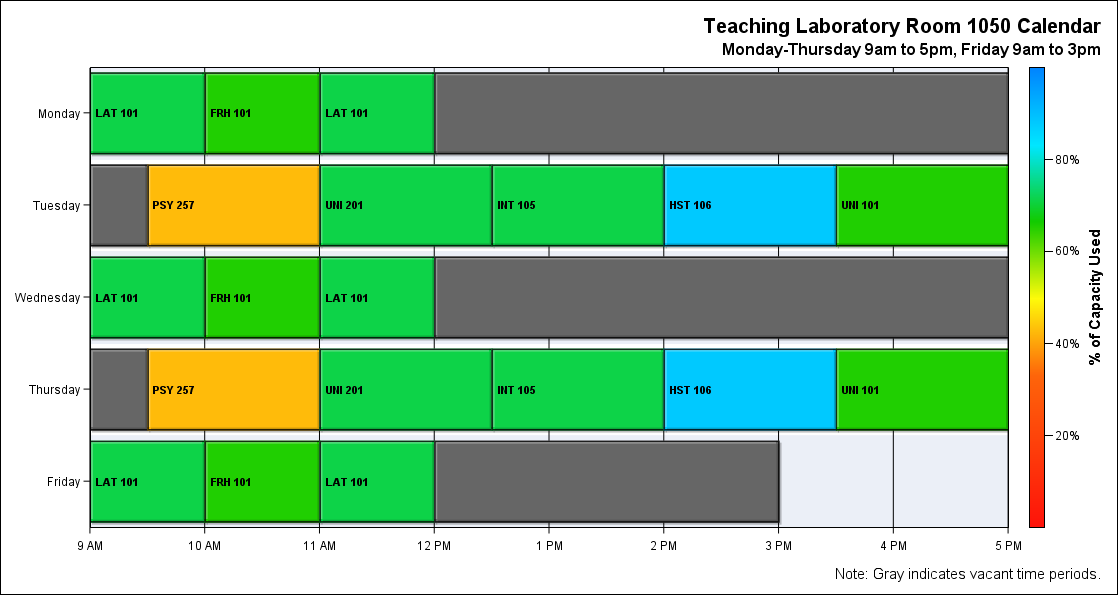 Teaching Laboratory Room 1050 Calendar
Monday-Thursday 9am to 5pm, Friday 9am to 3pm
Monday
LAT 101
FRH 101
LAT 101
Tuesday
PSY 257
UNI 201
INT 105
HST 106
UNI 101
Wednesday
LAT 101
FRH 101
LAT 101
Thursday
PSY 257
UNI 201
INT 105
HST 106
UNI 101
Friday
LAT 101
FRH 101
LAT 101
9 AM
10 AM
11 AM
12 PM
1 PM
2 PM
3 PM
4 PM
5 PM
80%
60%
40%
20%
% of Capacity Used
Note: Gray indicates vacant time periods.